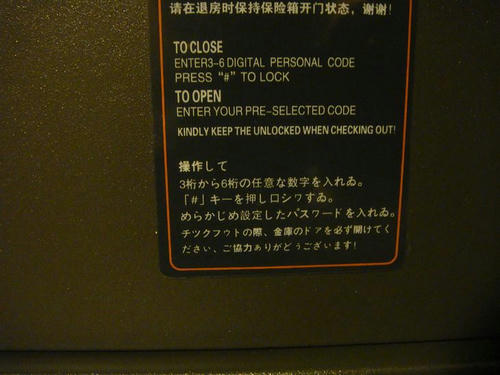 请在退房时保持保险箱开门状态，谢谢！
TO CLOSE
ENTER3-6 DIGITAL PERSONAL CODE
PRESS "#" TO LOCK
TO OPEN
ENTER YOUR PRE-SELECTED CODE
KINDLY KEEP THE UNLOCKED WHEN CHECKING OUT!
操作して
3桁から6桁の任意な数字を入れゐ。
「#」キーを押しロシワすゐ。
めらかじめ設定したパスワードを入れゐ。
チツクフウトの際、金庫のドアを必ず開けてく
ださい、ご協力ありがどうございます!